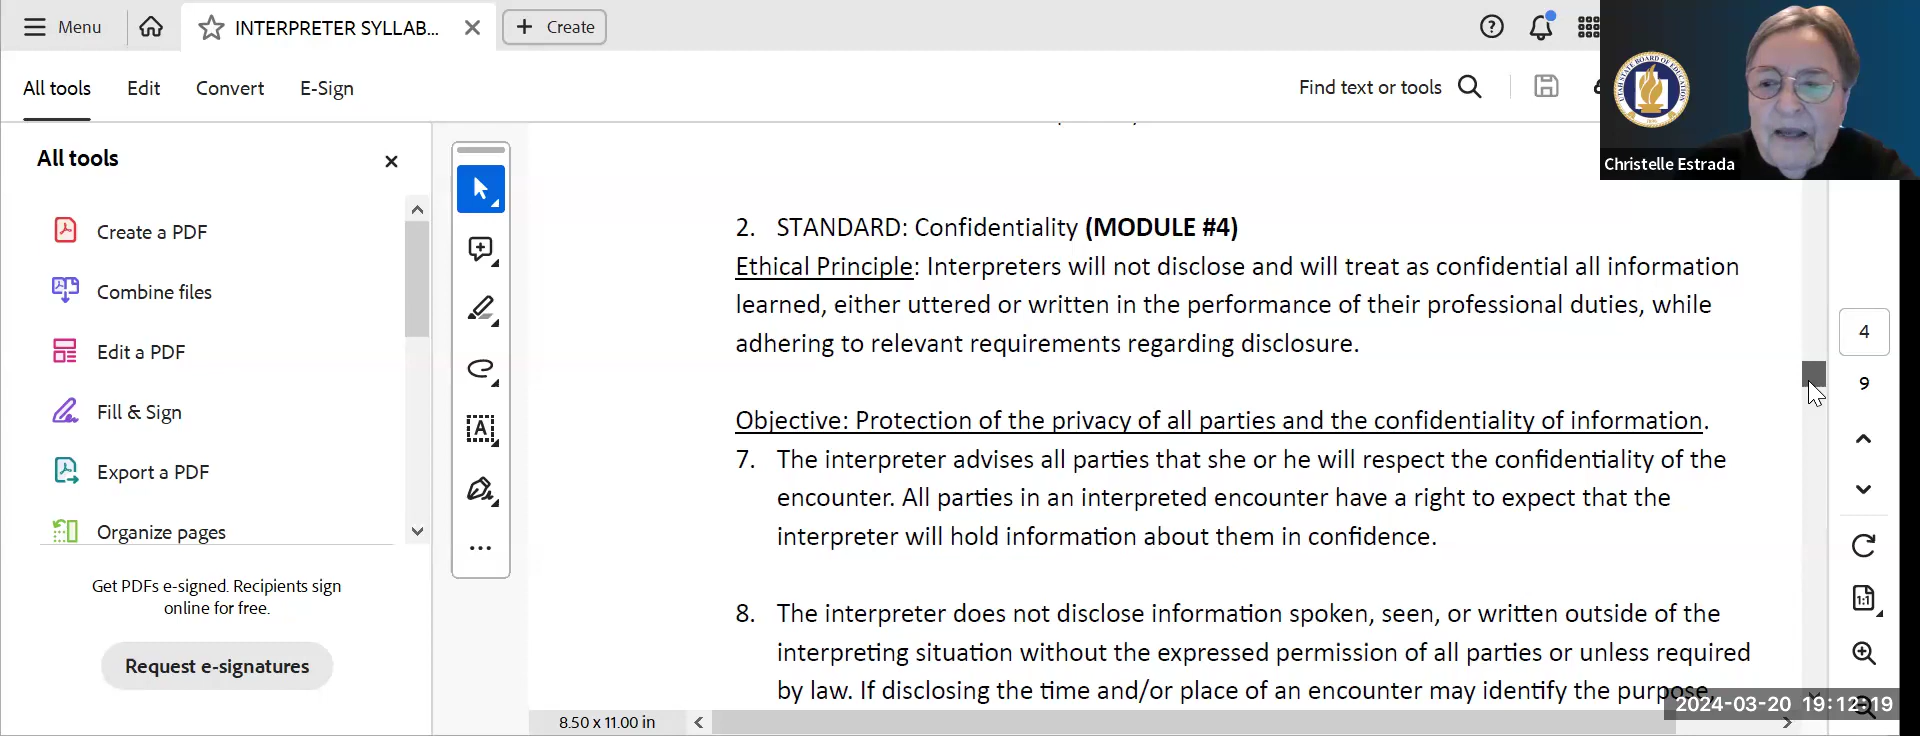 Menu
INTERPRETER SYLLAB...
Create
All tools
Edit
Convert
E-Sign
Find text or tools
UTAH STATE BOARD OF EDUCATION
Christelle Estrada
All tools
Create a PDF
Combine files
Edit a PDF
Fill & Sign
Export a PDF
Organize pages
Get PDFs e-signed. Recipients sign
online for free.
Request e-signatures
2. STANDARD: Confidentiality (MODULE #4)
Ethical Principle: Interpreters will not disclose and will treat as confidential all information
learned, either uttered or written in the performance of their professional duties, while
adhering to relevant requirements regarding disclosure.
Objective: Protection of the privacy of all parties and the confidentiality of information.
7. The interpreter advises all parties that she or he will respect the confidentiality of the
encounter. All parties in an interpreted encounter have a right to expect that the
interpreter will hold information about them in confidence.
8. The interpreter does not disclose information spoken, seen, or written outside of the
interpreting situation without the expressed permission of all parties or unless required
by law. If disclosing the time and/or place of an encounter may identify the purpose,
8.50 x 11.00 in
4
9
1:1
2024-03-20 19:12:19